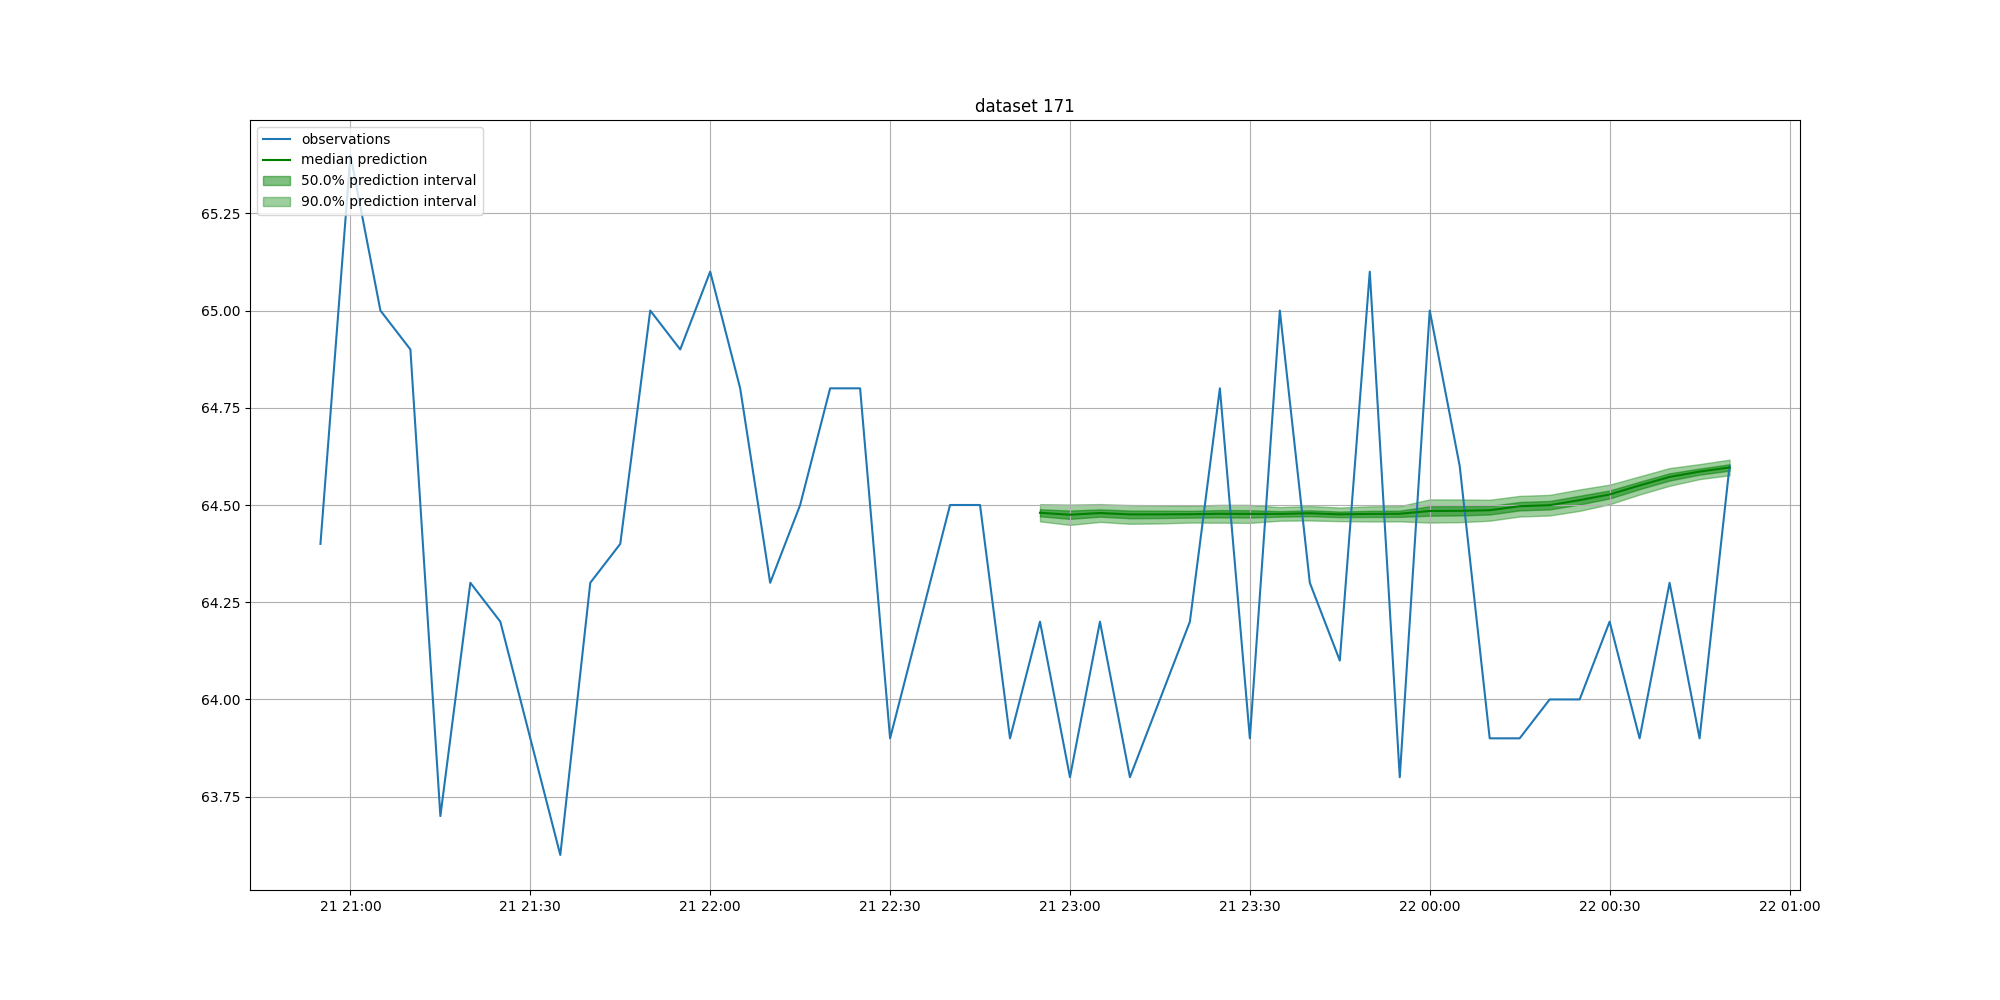 dataset 171
observations
median prediction
50.0% prediction interval
90.0% prediction interval
65.25
65.00
64.75
64.50
64.25
64.00
63.75
21 21:00 21 21:30 21 22:00 21 22:30 21 23:00 21 23:30 22 00:00 22 00:30 22 01:00